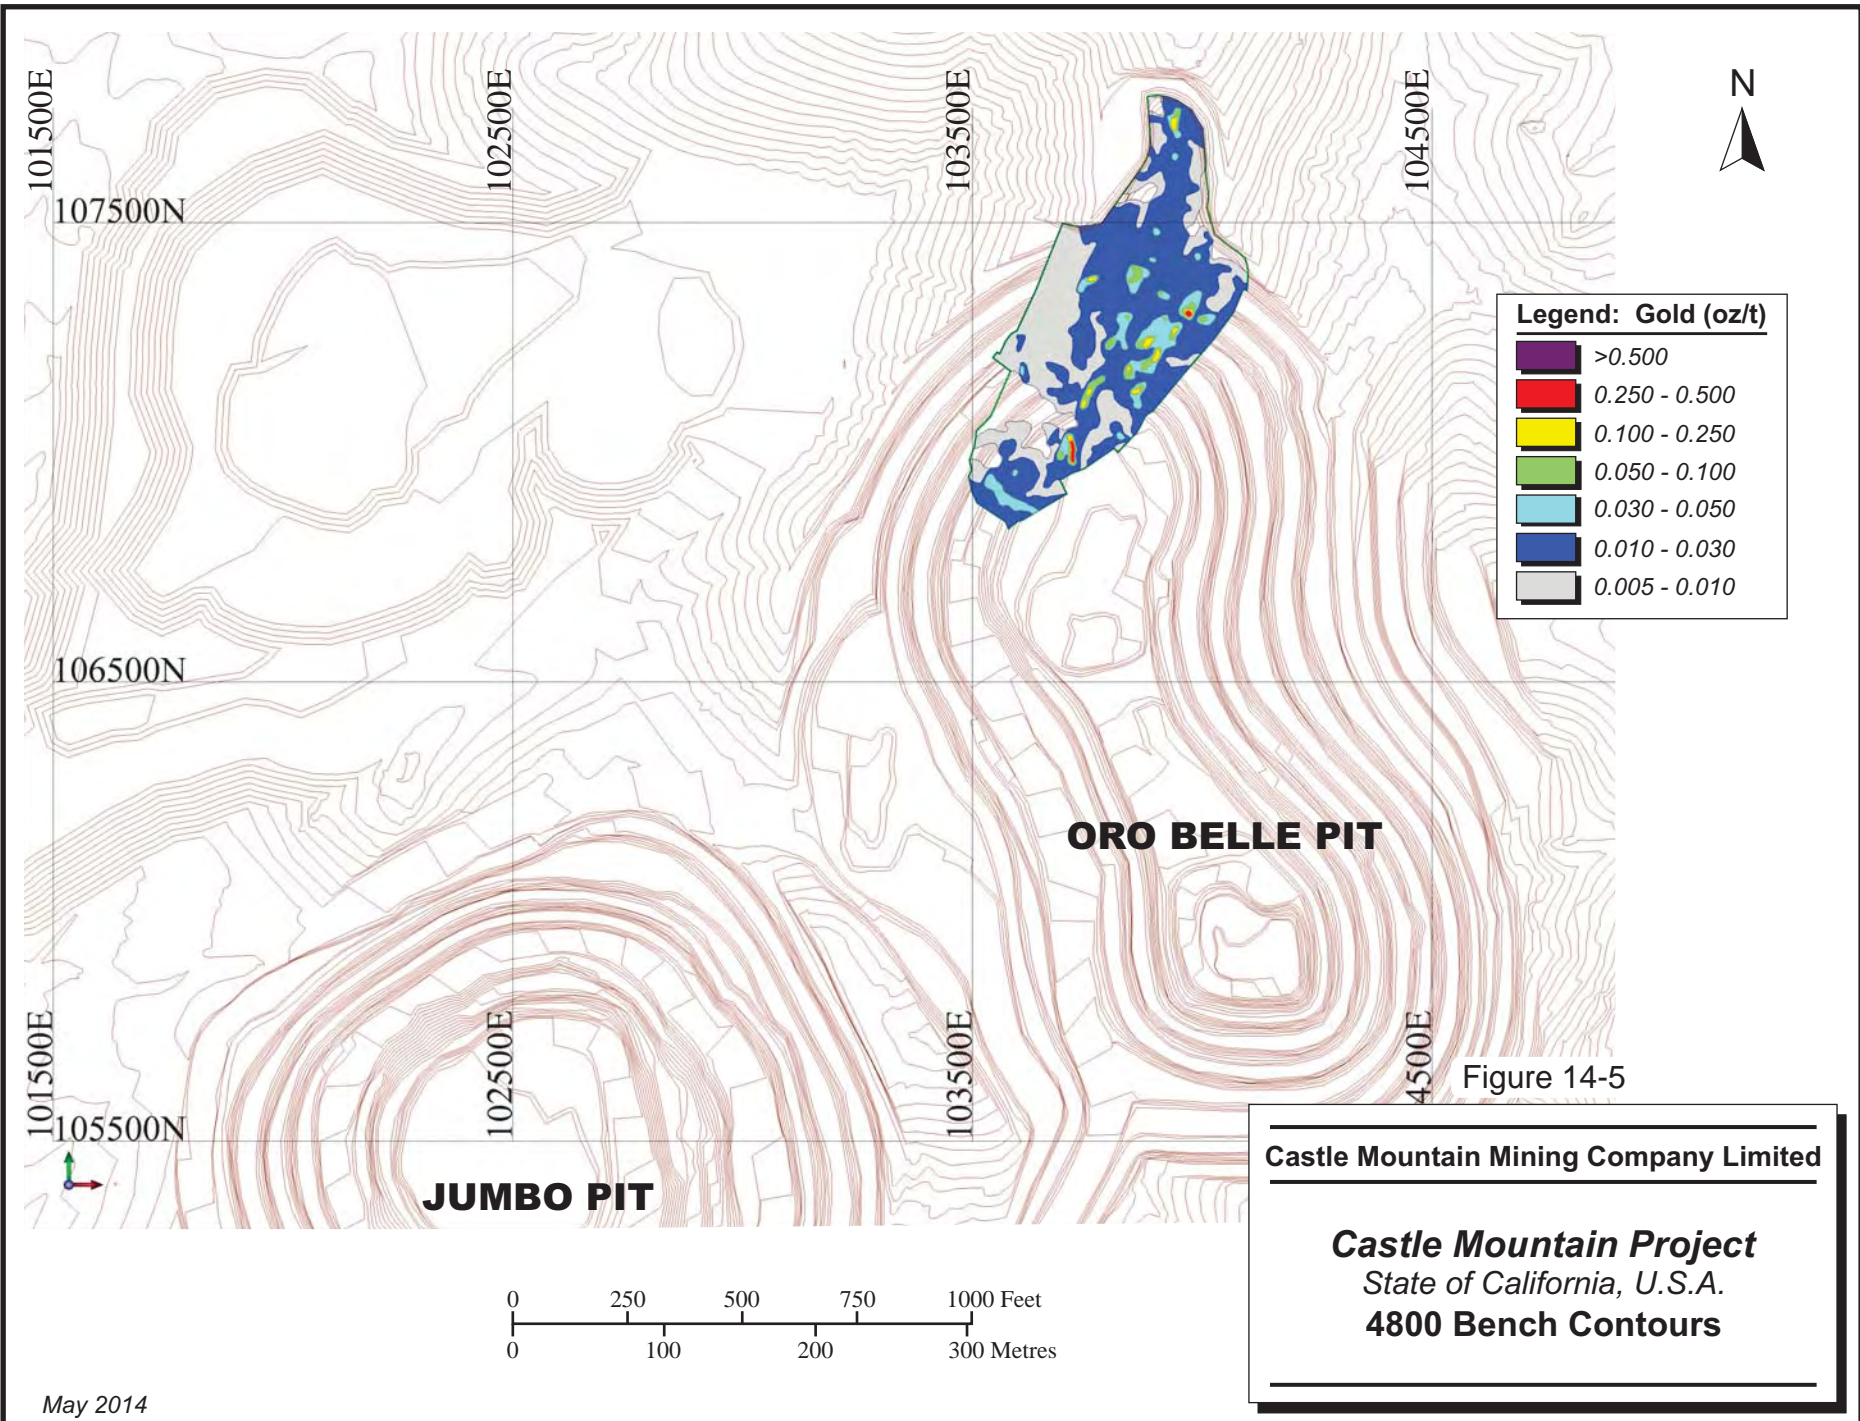 101500E
102500E
103500E
104500E
N
107500N
Legend: Gold (oz/t)
>0.500
0.250 - 0.500
0.100 - 0.250
0.050 - 0.100
0.030 - 0.050
0.010 - 0.030
0.005 - 0.010
106500N
ORO BELLE PIT
101500E
102500E
103500E
4500E
Figure 14-5
105500N
JUMBO PIT
Castle Mountain Mining Company Limited
Castle Mountain Project
State of California, U.S.A.
4800 Bench Contours
0 250 500 750 1000 Feet
0 100 200 300 Metres
May 2014